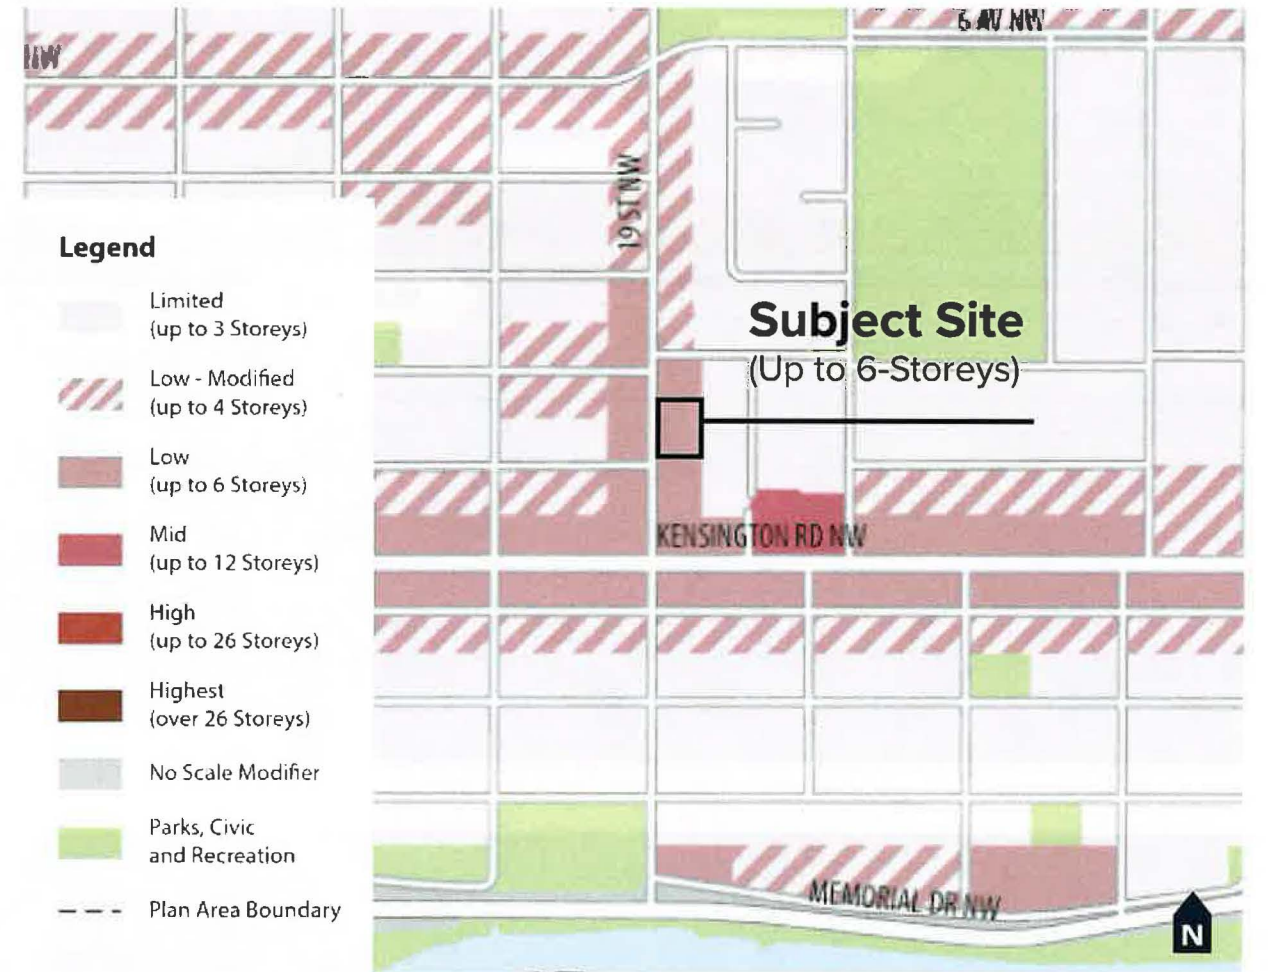 6 AV NW
NW
19 ST NW
Legend
Limited
(up to 3 Storeys)
Low - Modified
(up to 4 Storeys)
Low
(up to 6 Storeys)
Mid
(up to 12 Storeys)
High
(up to 26 Storeys)
Highest
(over 26 Storeys)
No Scale Modifier
Parks, Civic
and Recreation
Plan Area Boundary
Subject Site
(Up to 6-Storeys)
KENSINGTON RD NW
MEMORIAL DR NW
N